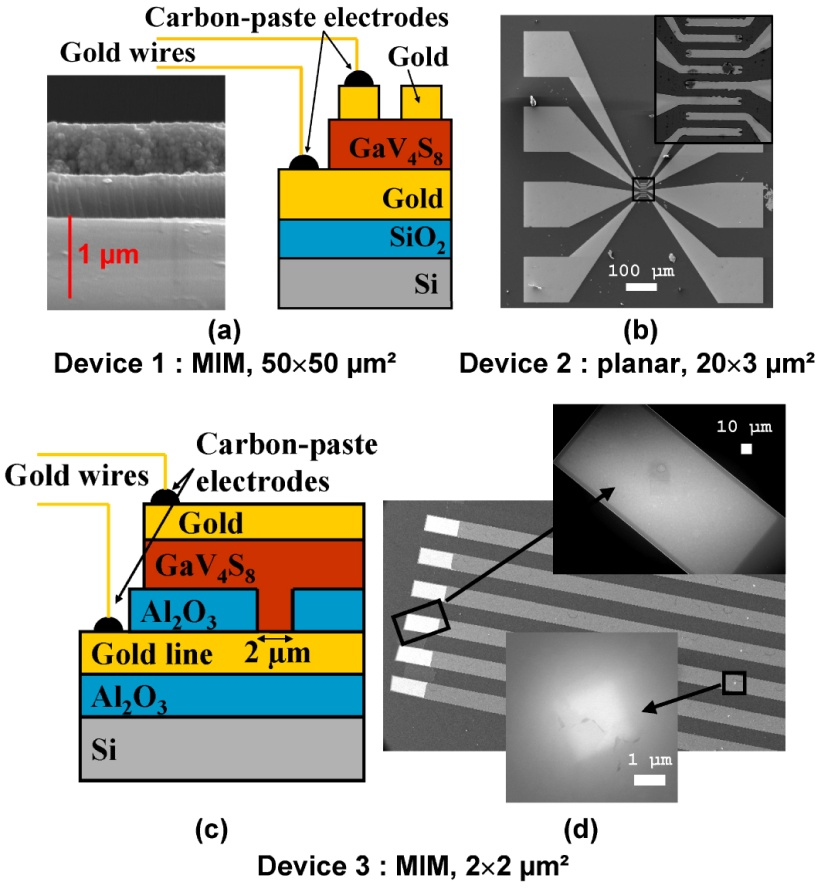 Carbon-paste electrodes
Gold wires
Gold
GaV₄S₈
Gold
SiO₂
Si
1 µm
100 µm
(a)
(b)
Device 1 : MIM, 50×50 µm²
Device 2 : planar, 20×3 µm²
Carbon-paste
electrodes
Gold wires
Gold
GaV₄S₈
Al₂O₃
Gold line
2 µm
Al₂O₃
Si
10 µm
1 µm
(c)
(d)
Device 3 : MIM, 2×2 µm²